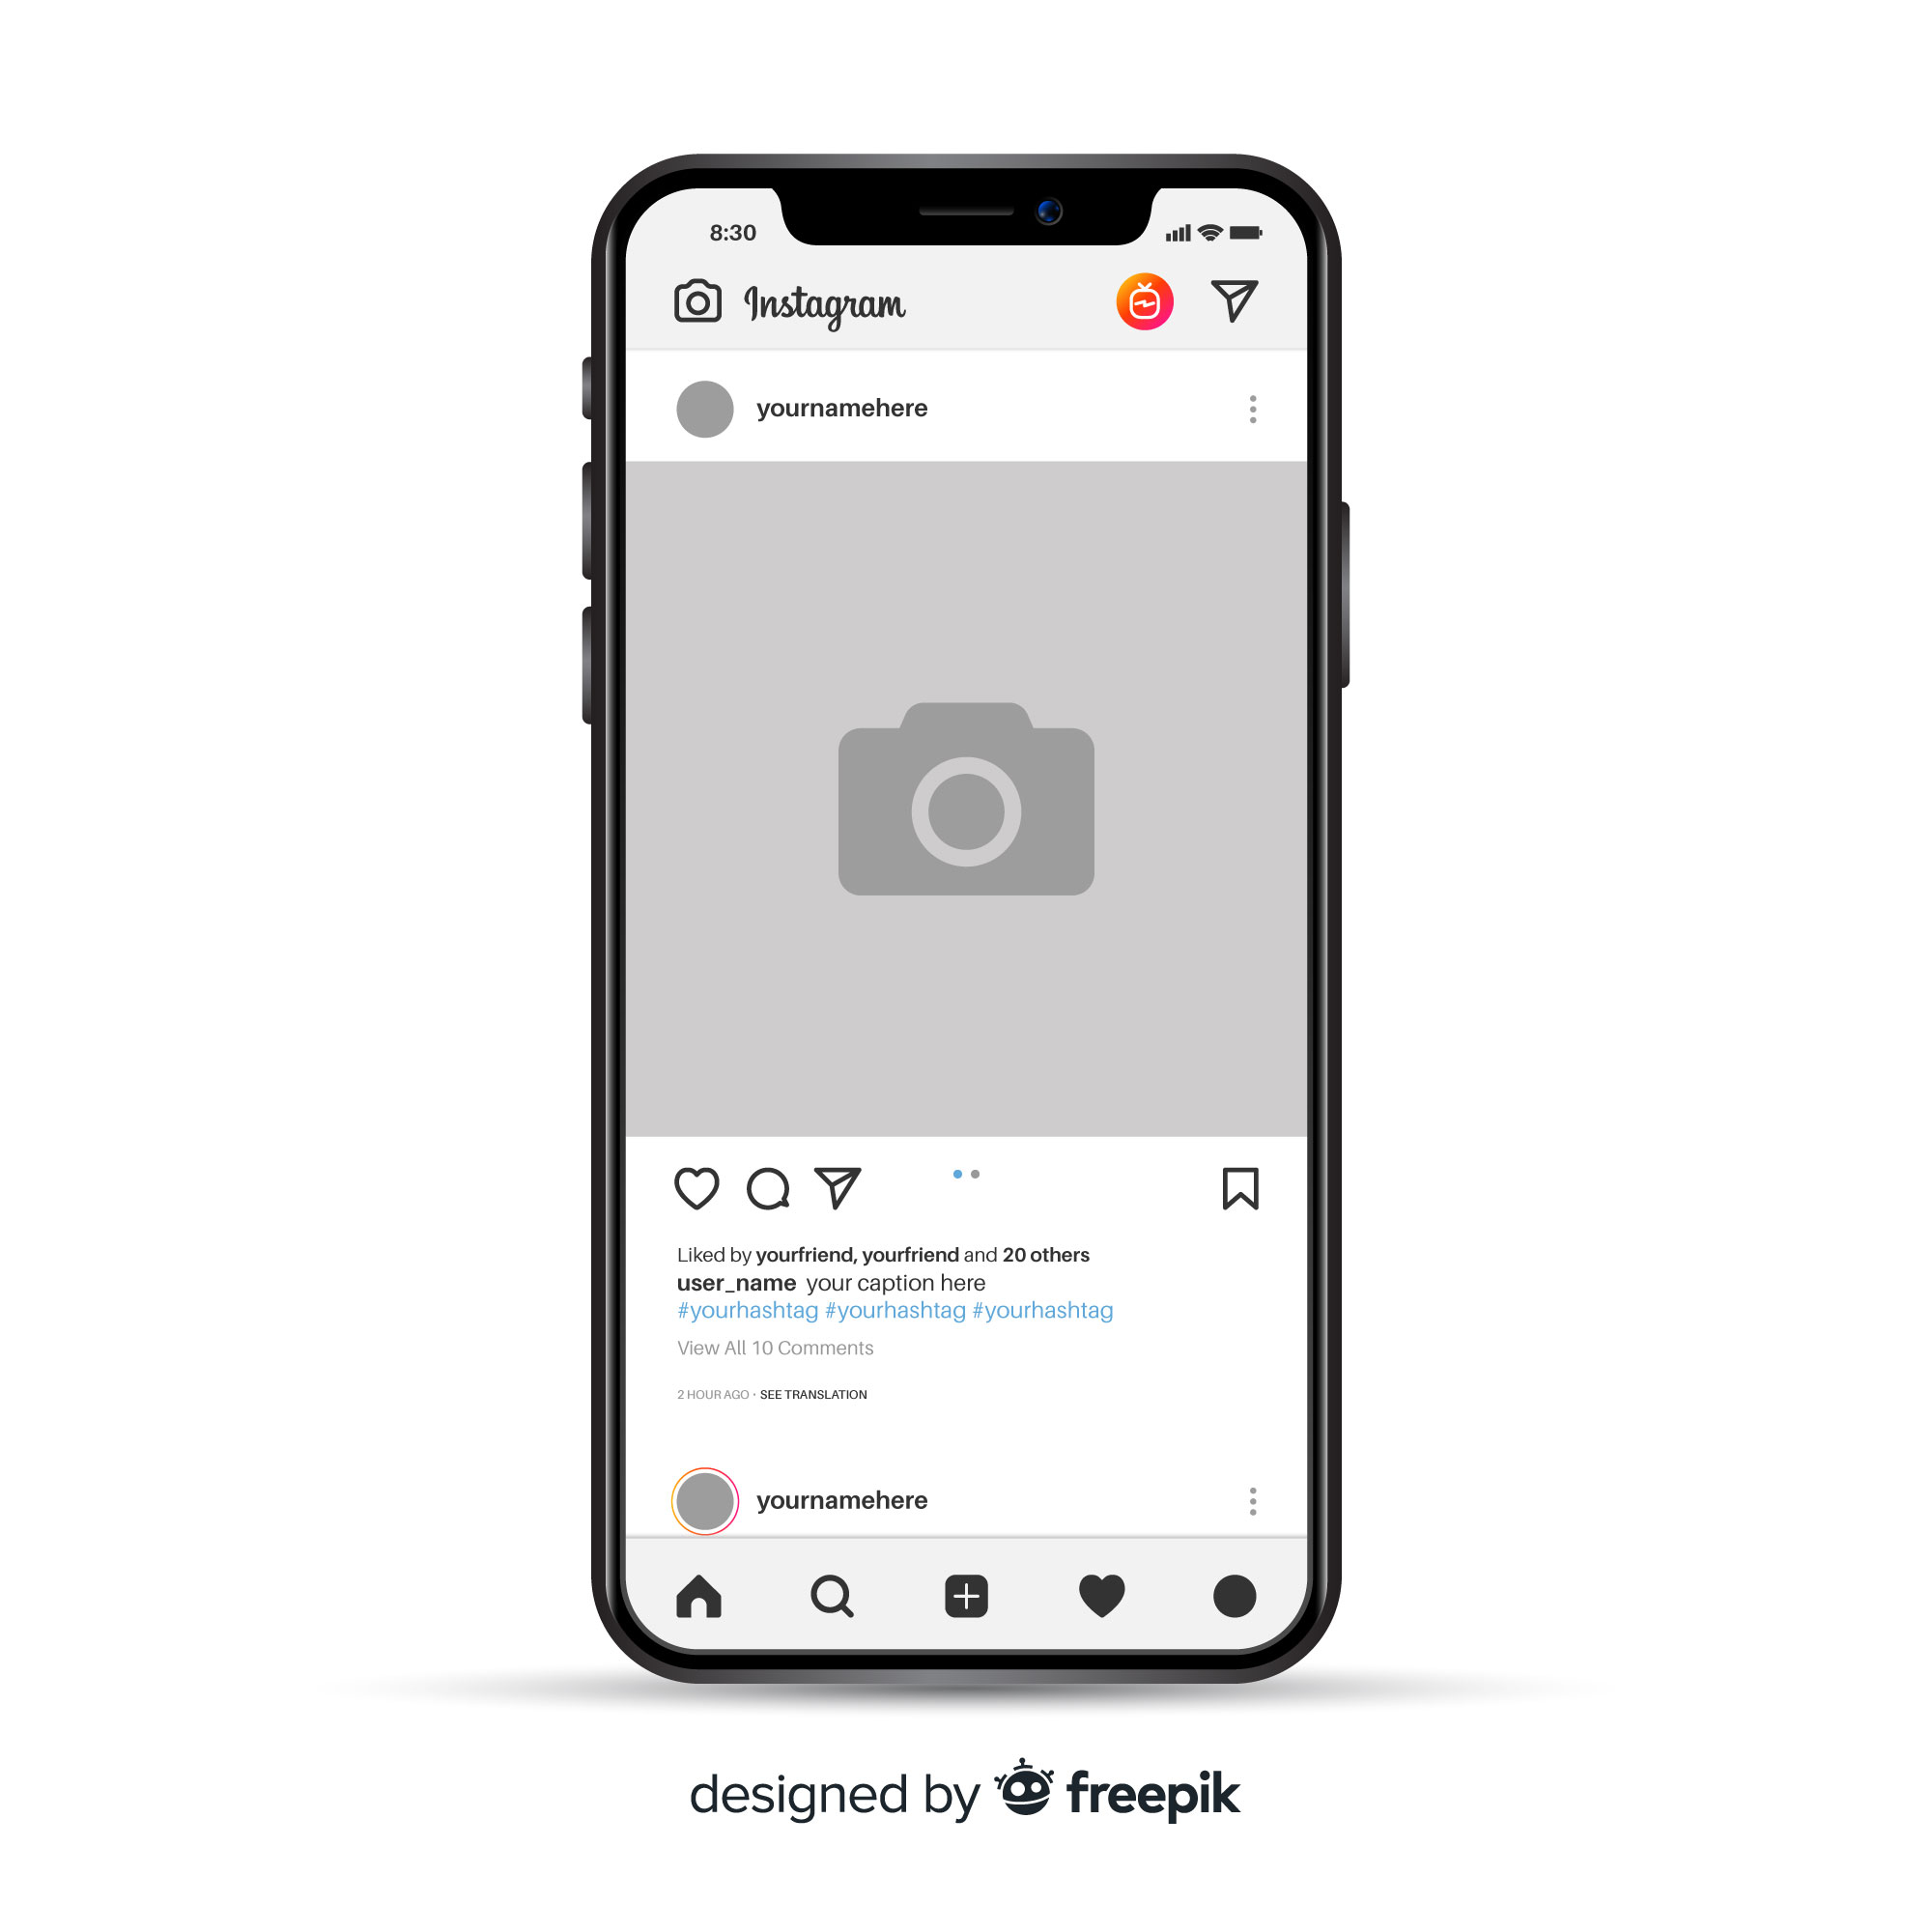 8:30
Instagram
yournamehere
Liked by yourfriend, yourfriend and 20 others
user_name your caption here
#yourhashtag #yourhashtag #yourhashtag
View All 10 Comments
2 HOUR AGO · SEE TRANSLATION
yournamehere
designed by freepik